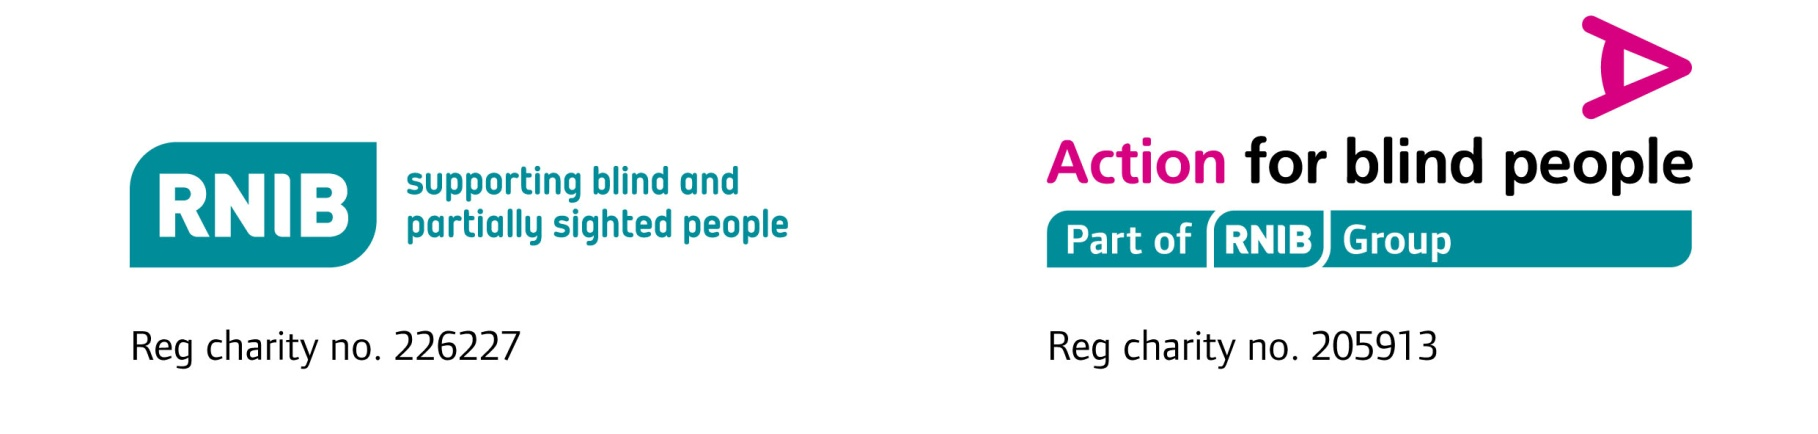 RNIB
supporting blind and
partially sighted people
Reg charity no. 226227
Action for blind people
Part of RNIB Group
Reg charity no. 205913